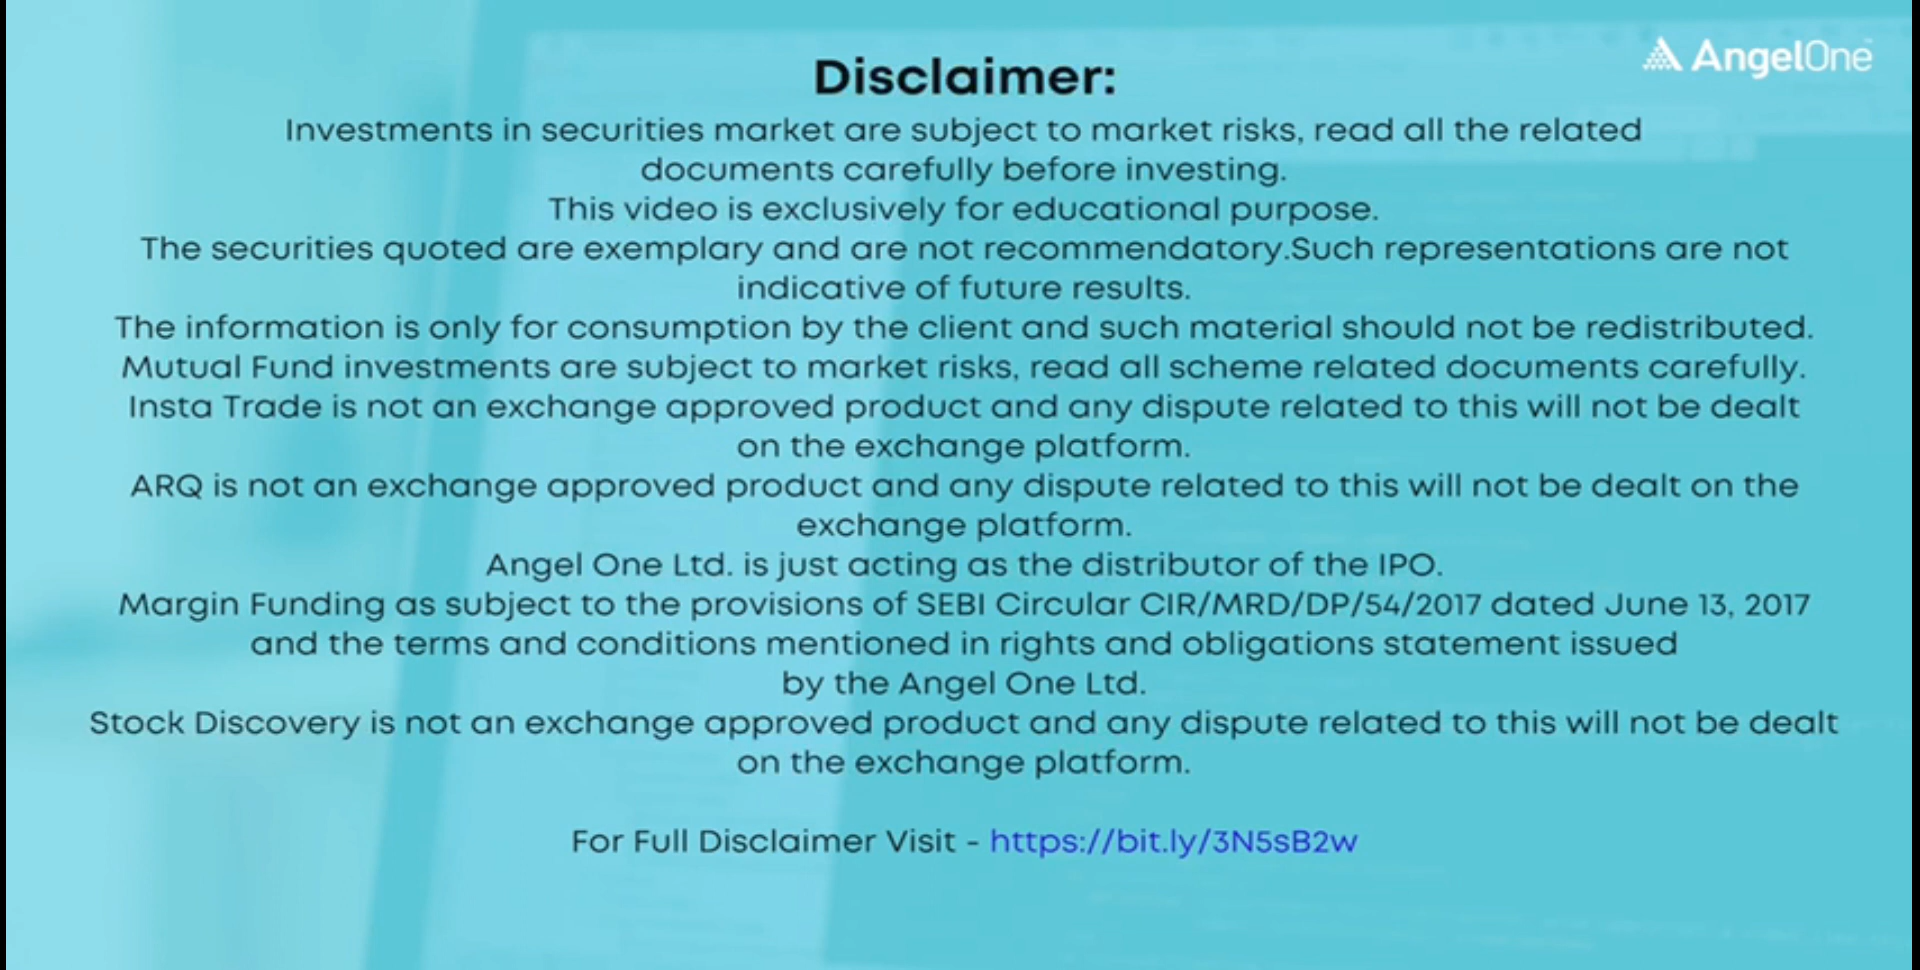 AngelOne
Disclaimer:
Investments in securities market are subject to market risks, read all the related
documents carefully before investing.
This video is exclusively for educational purpose.
The securities quoted are exemplary and are not recommendatory.Such representations are not
indicative of future results.
The information is only for consumption by the client and such material should not be redistributed.
Mutual Fund investments are subject to market risks, read all scheme related documents carefully.
Insta Trade is not an exchange approved product and any dispute related to this will not be dealt
on the exchange platform.
ARQ is not an exchange approved product and any dispute related to this will not be dealt on the
exchange platform.
Angel One Ltd. is just acting as the distributor of the IPO.
Margin Funding as subject to the provisions of SEBI Circular CIR/MRD/DP/54/2017 dated June 13, 2017
and the terms and conditions mentioned in rights and obligations statement issued
by the Angel One Ltd.
Stock Discovery is not an exchange approved product and any dispute related to this will not be dealt
on the exchange platform.
For Full Disclaimer Visit - https://bit.ly/3N5sB2w